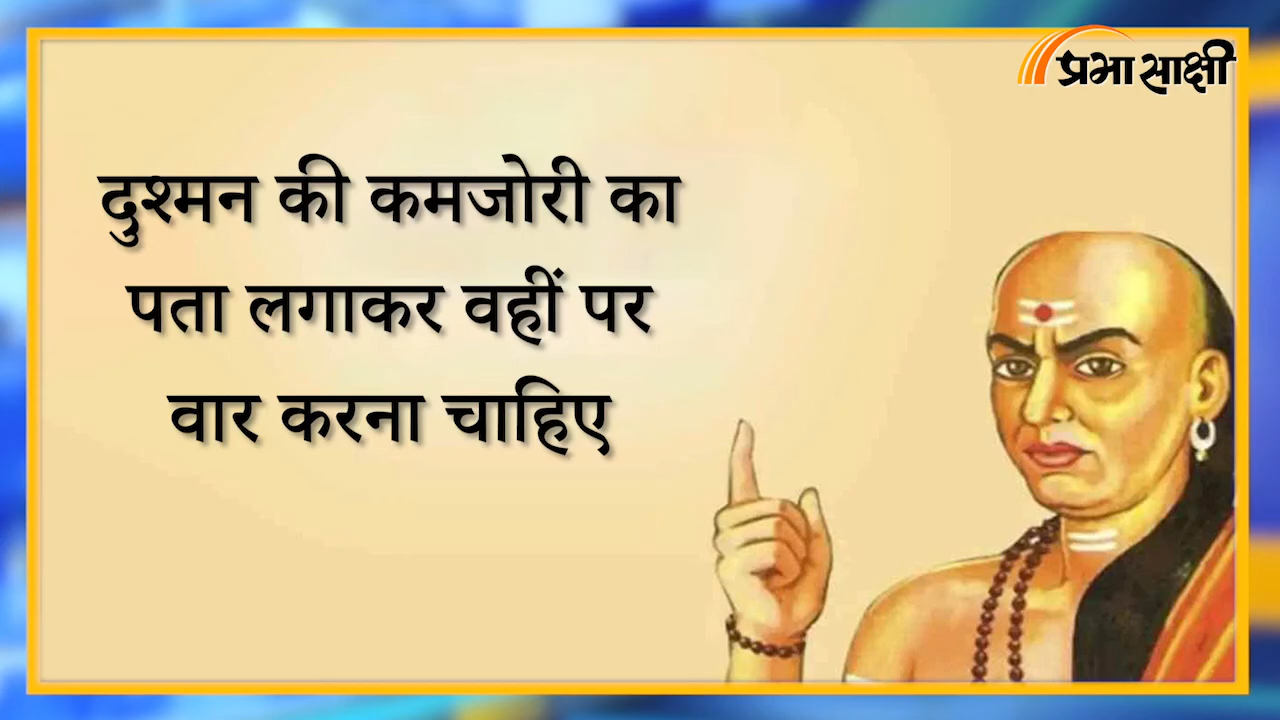 प्रभा साक्षी
दुश्मन की कमजोरी का
पता लगाकर वहीं पर
वार करना चाहिए